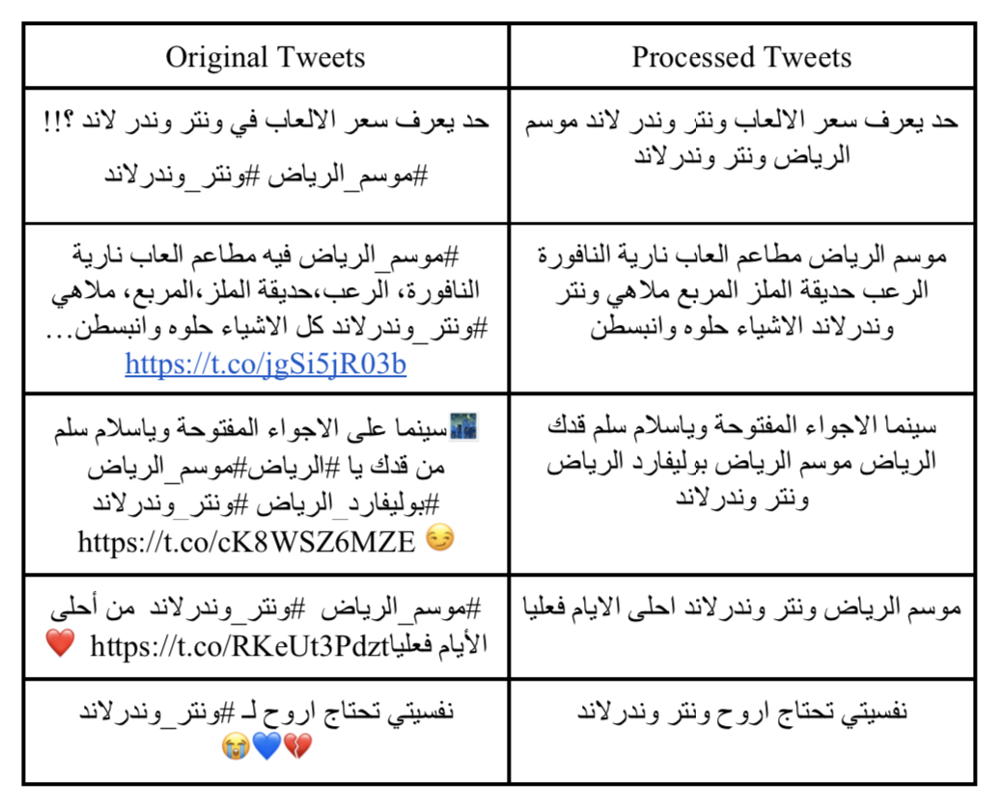 Original Tweets
Processed Tweets
حد يعرف سعر الالعاب في ونتر وندر لاند ؟!!
#موسم_الرياض #ونتر_وندرلاند
حد يعرف سعر الالعاب ونتر وندر لاند موسم
الرياض ونتر وندرلاند
#موسم_الرياض فيه مطاعم العاب نارية
النافورة، الرعب،حديقة الملز،المربع، ملاهي
#ونتر_وندرلاند كل الاشياء حلوه وانبسطن…
https://t.co/jgSi5jR03b
موسم الرياض مطاعم العاب نارية النافورة
الرعب حديقة الملز المربع ملاهي ونتر
وندرلاند الاشياء حلوه وانبسطن
🌃سينما على الاجواء المفتوحة وياسلام سلم
من قدك يا #الرياض#موسم_الرياض
#بوليفارد_الرياض #ونتر_وندرلاند
😏 https://t.co/cK8WSZ6MZE
سينما الاجواء المفتوحة وياسلام سلم قدك
الرياض موسم الرياض بوليفارد الرياض
ونتر وندرلاند
#موسم_الرياض #ونتر_وندرلاند من أحلى
الأيام فعلياhttps://t.co/RKeUt3Pdzt ❤️
موسم الرياض ونتر وندرلاند احلى الايام فعليا
نفسيتي تحتاج اروح لـ #ونتر_وندرلاند
💔💙😭
نفسيتي تحتاج اروح ونتر وندرلاند